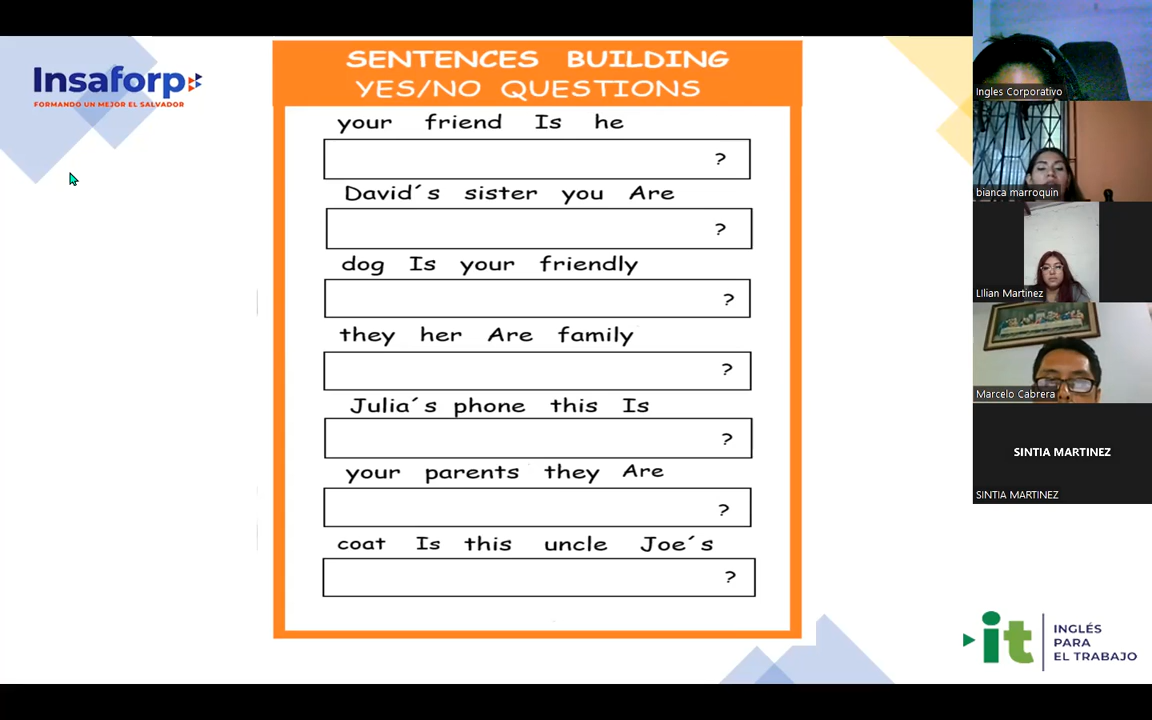 Insaforp
FORMANDO UN MEJOR EL SALVADOR
SENTENCES BUILDING
YES/NO QUESTIONS
your friend Is he
?
David´s sister you Are
?
dog Is your friendly
?
they her Are family
?
Julia´s phone this Is
?
your parents they Are
?
coat Is this uncle Joe´s
?
Ingles Corporativo
bianca marroquin
LIlian Martinez
Marcelo Cabrera
SINTIA MARTINEZ
SINTIA MARTINEZ
it
INGLÉS
PARA
EL TRABAJO